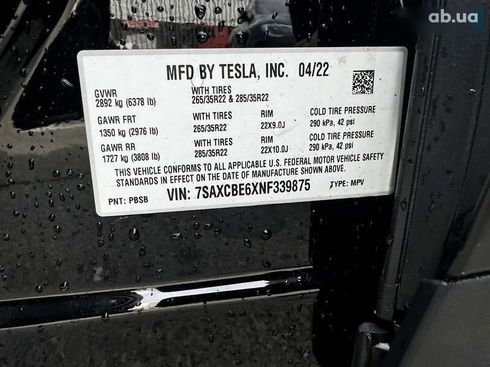 ab.ua
MFD BY TESLA, INC. 04/22
GVWR WITH TIRES
2892 kg (6378 lb) 265/35R22 & 285/35R22
GAWR FRT WITH TIRES RIM COLD TIRE PRESSURE
1350 kg (2976 lb) 265/35R22 22X9.0J 290 kPa, 42 psi
GAWR RR WITH TIRES RIM COLD TIRE PRESSURE
1727 kg (3808 lb) 285/35R22 22X10.0J 290 kPa, 42 psi
THIS VEHICLE CONFORMS TO ALL APPLICABLE U.S. FEDERAL MOTOR VEHICLE SAFETY
STANDARDS IN EFFECT ON THE DATE OF MANUFACTURE SHOWN ABOVE.
PNT: PBSB VIN: 7SAXCBE6XNF339875 TYPE: MPV